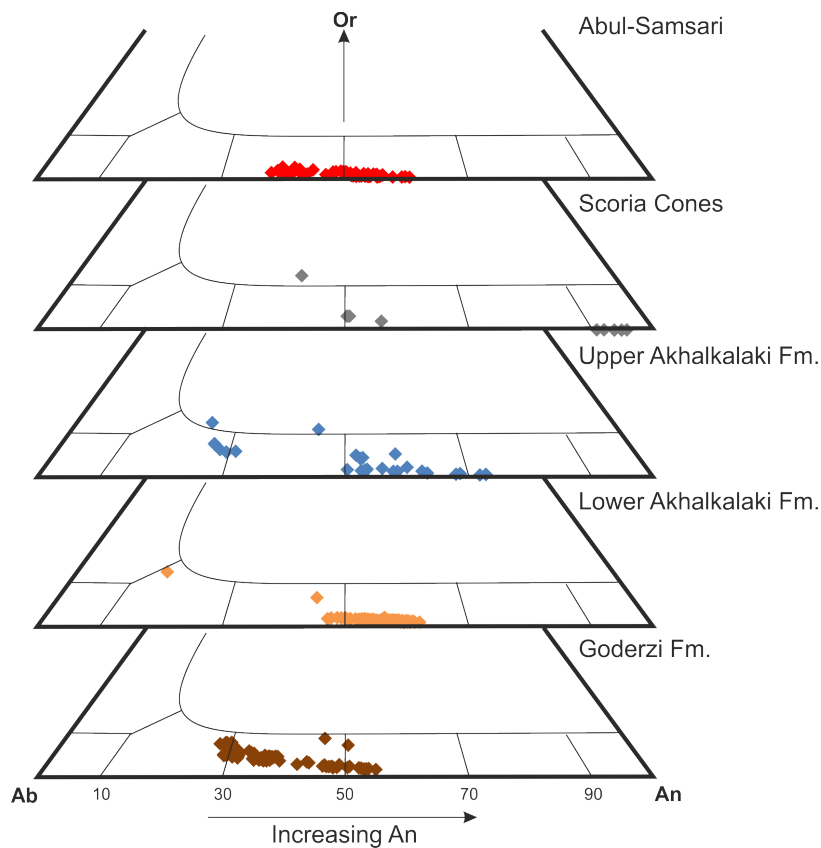 Or
Abul-Samsari
Scoria Cones
Upper Akhalkalaki Fm.
Lower Akhalkalaki Fm.
Goderzi Fm.
Ab 10 30 50 70 90 An
Increasing An